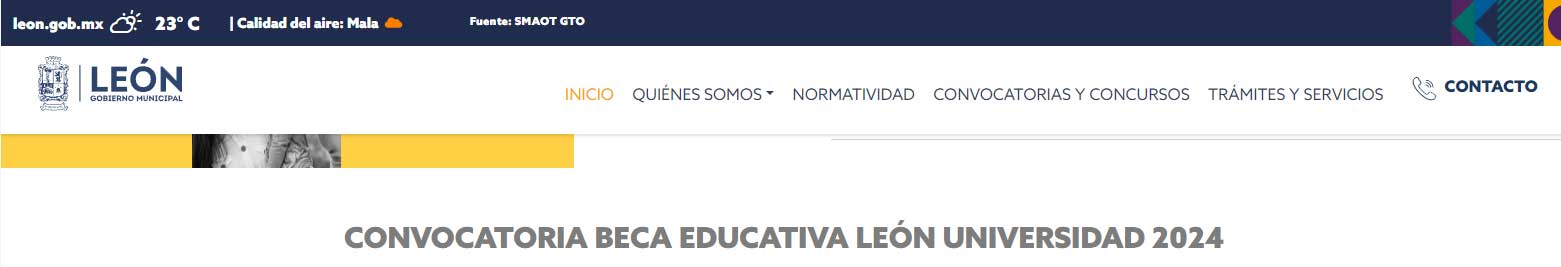 leon.gob.mx 23° C | Calidad del aire: Mala Fuente: SMAOT GTO
LEÓN
GOBIERNO MUNICIPAL
INICIO QUIÉNES SOMOS NORMATIVIDAD CONVOCATORIAS Y CONCURSOS TRÁMITES Y SERVICIOS CONTACTO
CONVOCATORIA BECA EDUCATIVA LEÓN UNIVERSIDAD 2024